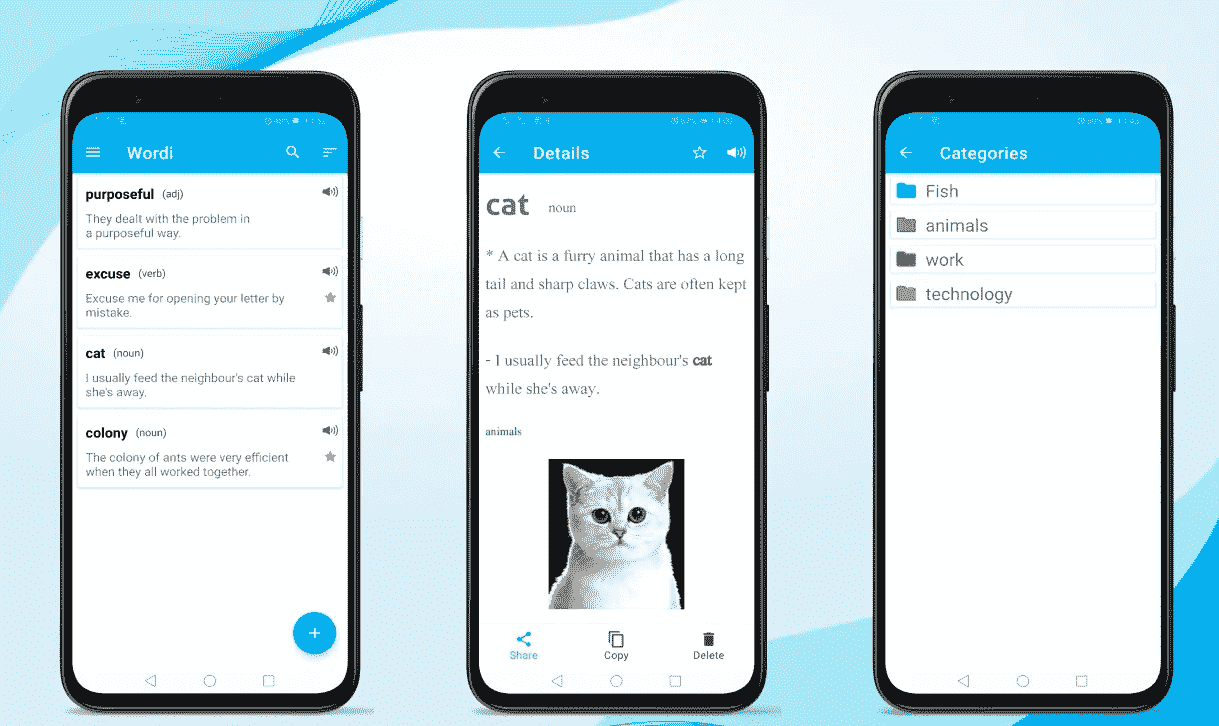 Wordi
purposeful (adj)
They dealt with the problem in
a purposeful way.
excuse (verb)
Excuse me for opening your letter by
mistake.
cat (noun)
I usually feed the neighbour's cat while
she's away.
colony (noun)
The colony of ants were very efficient
when they all worked together.
+
Details
cat noun
* A cat is a furry animal that has a long
tail and sharp claws. Cats are often kept
as pets.
- I usually feed the neighbour's cat
while she's away.
animals
Share Copy Delete
Categories
Fish
animals
work
technology